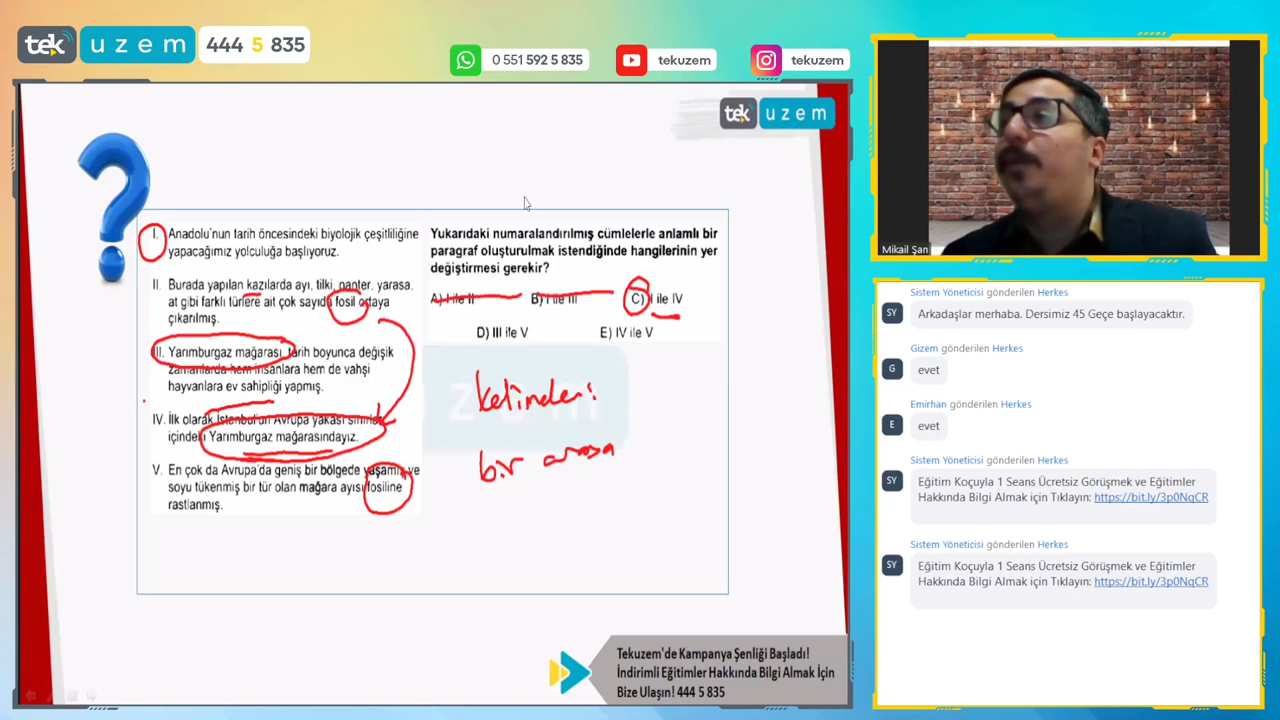 tek uzem 444 5 835
0 551 592 5 835
tekuzem
tekuzem
tek uzem
I. Anadolu'nun tarih öncesindeki biyolojik çeşitliliğine
yapacağımız yolculuğa başlıyoruz.
II. Burada yapılan kazılarda ayı, tilki, panter, yarasa,
at gibi farklı türlere ait çok sayıda fosil ortaya
çıkarılmış.
III. Yarımburgaz mağarası, tarih boyunca değişik
zamanlarda hem insanlara hem de vahşi
hayvanlara ev sahipliği yapmış.
IV. İlk olarak İstanbul'un Avrupa yakası sınırları
içindeki Yarımburgaz mağarasındayız.
V. En çok da Avrupa'da geniş bir bölgede yaşamış ve
soyu tükenmiş bir tür olan mağara ayısı fosiline
rastlanmış.
Yukarıdaki numaralandırılmış cümlelerle anlamlı bir
paragraf oluşturulmak istendiğinde hangilerinin yer
değiştirmesi gerekir?
A) I ile II B) I ile III C) I ile IV
D) III ile V E) IV ile V
bir arası
Tekuzem'de Kampanya Şenliği Başladı!
İndirimli Eğitimler Hakkında Bilgi Almak İçin
Bize Ulaşın! 444 5 835
Mikail Şan
Sistem Yöneticisi gönderilen Herkes
SY Arkadaşlar merhaba. Dersimiz 45 Geçe başlayacaktır.
Gizem gönderilen Herkes
G evet
Emirhan gönderilen Herkes
E evet
Sistem Yöneticisi gönderilen Herkes
SY Eğitim Koçuyla 1 Seans Ücretsiz Görüşmek ve Eğitimler
Hakkında Bilgi Almak için Tıklayın: https://bit.ly/3p0NqCR
Sistem Yöneticisi gönderilen Herkes
SY Eğitim Koçuyla 1 Seans Ücretsiz Görüşmek ve Eğitimler
Hakkında Bilgi Almak için Tıklayın: https://bit.ly/3p0NqCR